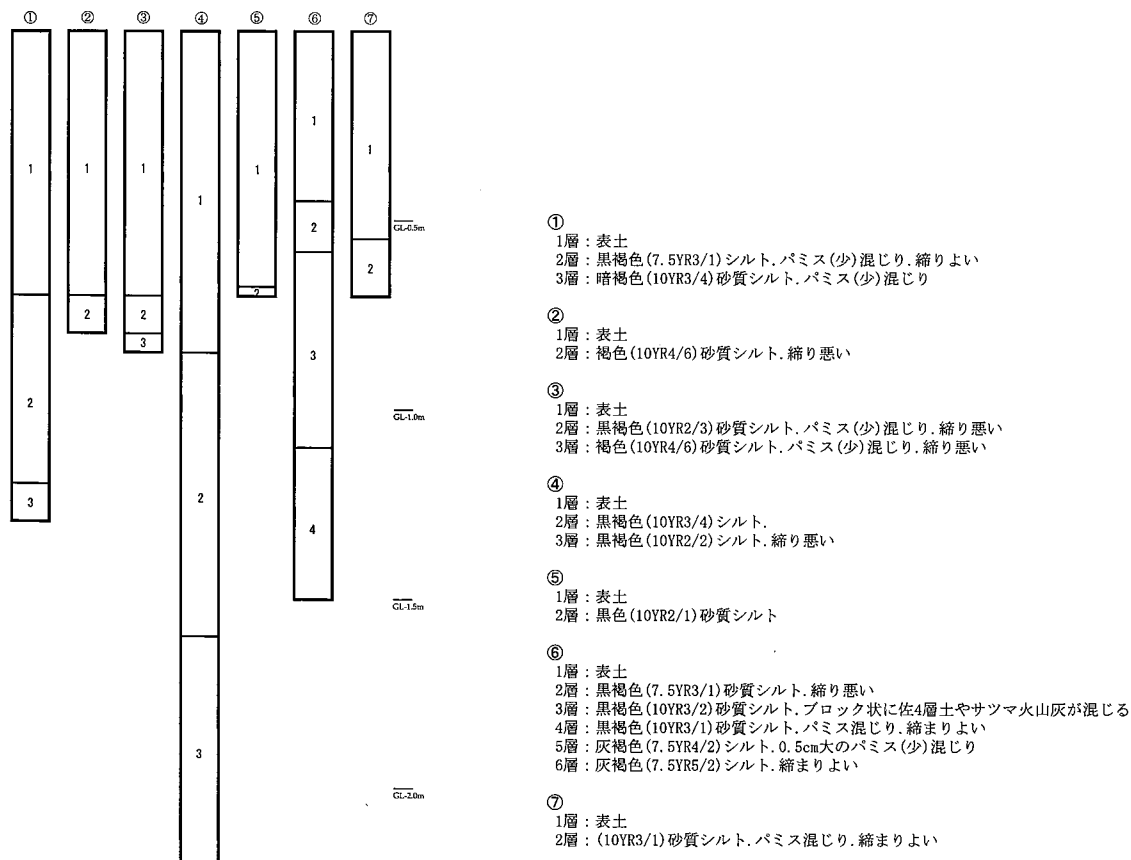 ① ② ③ ④ ⑤ ⑥ ⑦
1 1 1 1 1 1 1
2 2 2 2 2 2 2
3 3 3 3
4
GL-0.5m
GL-1.0m
GL-1.5m
GL-2.0m
①
1層：表土
2層：黒褐色(7.5YR3/1)シルト.パミス(少)混じり.締りよい
3層：暗褐色(10YR3/4)砂質シルト.パミス(少)混じり
②
1層：表土
2層：褐色(10YR4/6)砂質シルト.締り悪い
③
1層：表土
2層：黒褐色(10YR2/3)砂質シルト.パミス(少)混じり.締り悪い
3層：褐色(10YR4/6)砂質シルト.パミス(少)混じり.締り悪い
④
1層：表土
2層：黒褐色(10YR3/4)シルト.
3層：黒褐色(10YR2/2)シルト.締り悪い
⑤
1層：表土
2層：黒色(10YR2/1)砂質シルト
⑥
1層：表土
2層：黒褐色(7.5YR3/1)砂質シルト.締り悪い
3層：黒褐色(10YR3/2)砂質シルト.ブロック状に佐4層土やサツマ火山灰が混じる
4層：黒褐色(10YR3/1)砂質シルト.パミス混じり.締まりよい
5層：灰褐色(7.5YR4/2)シルト.0.5cm大のパミス(少)混じり
6層：灰褐色(7.5YR5/2)シルト.締まりよい
⑦
1層：表土
2層：(10YR3/1)砂質シルト.パミス混じり.締まりよい